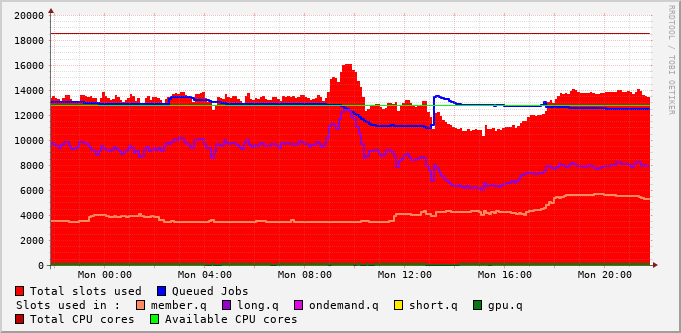 20000
18000
16000
14000
12000
10000
8000
6000
4000
2000
0
Mon 00:00 Mon 04:00 Mon 08:00 Mon 12:00 Mon 16:00 Mon 20:00
Total slots used Queued Jobs
Slots used in : member.q long.q ondemand.q short.q gpu.q
Total CPU cores Available CPU cores
RRDTOOL / TOBI OETIKER